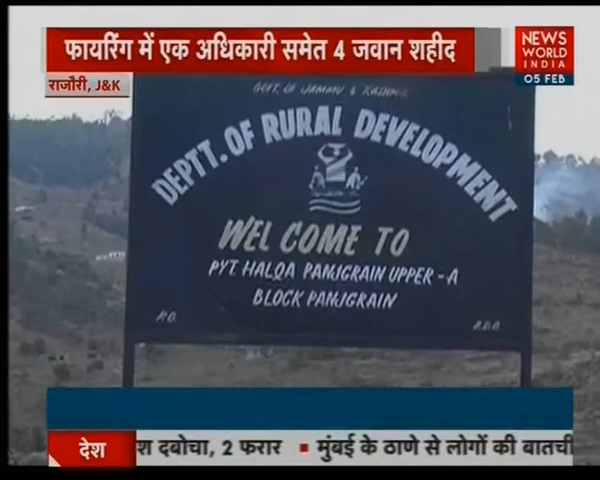 फायरिंग में एक अधिकारी समेत 4 जवान शहीद
राजौरी, J&K
NEWS
WORLD
INDIA
05 FEB
GOVT. OF JAMMU & KASHMIR
DEPTT. OF RURAL DEVELOPMENT
WEL COME TO
PYT. HALQA PANJGRAIN UPPER-A
BLOCK PANJGRAIN
B.D.O.
देश
श दबोचा, 2 फरार ▪ मुंबई के ठाणे से लोगों की बातची